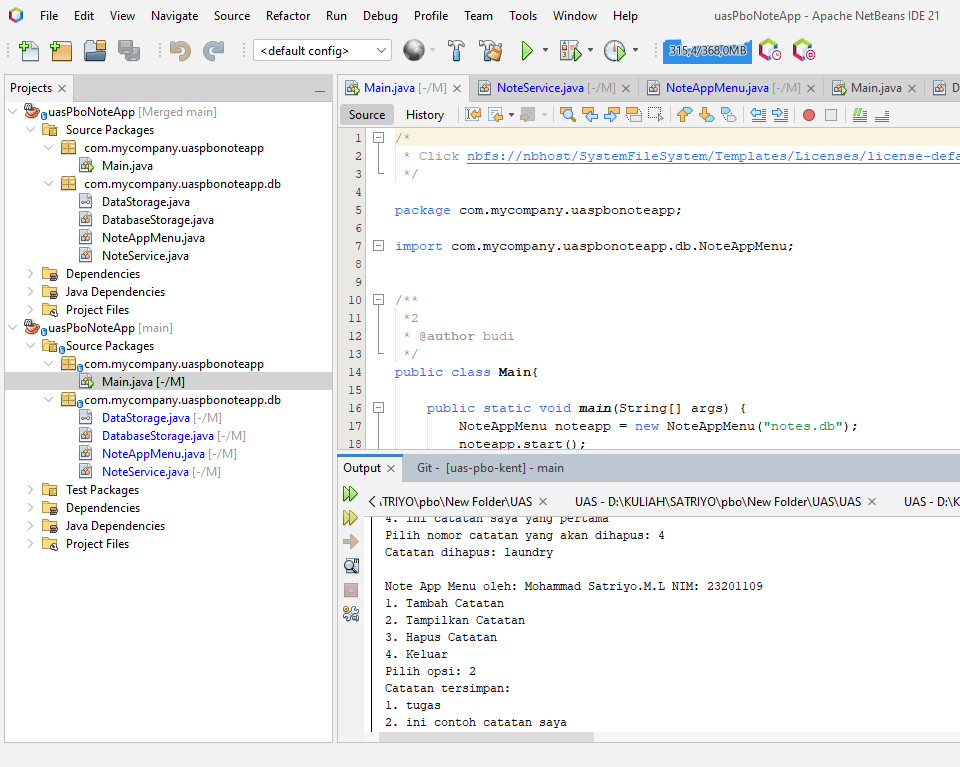 File Edit View Navigate Source Refactor Run Debug Profile Team Tools Window Help
uasPboNoteApp - Apache NetBeans IDE 21
<default config>
315,4/368,0MB
Projects
uasPboNoteApp [Merged main]
Source Packages
com.mycompany.uaspbonoteapp
Main.java
com.mycompany.uaspbonoteapp.db
DataStorage.java
DatabaseStorage.java
NoteAppMenu.java
NoteService.java
Dependencies
Java Dependencies
Project Files
uasPboNoteApp [main]
Source Packages
com.mycompany.uaspbonoteapp
Main.java [-/M]
com.mycompany.uaspbonoteapp.db
DataStorage.java [-/M]
DatabaseStorage.java [-/M]
NoteAppMenu.java [-/M]
NoteService.java [-/M]
Test Packages
Dependencies
Java Dependencies
Project Files
Main.java [-/M] NoteService.java [-/M] NoteAppMenu.java [-/M] Main.java D
Source History
1 /*
2 * Click nbfs://nbhost/SystemFileSystem/Templates/Licenses/license-defa
3 */
4
5 package com.mycompany.uaspbonoteapp;
6
7 import com.mycompany.uaspbonoteapp.db.NoteAppMenu;
8
9
10 /**
11 *2
12 * @author budi
13 */
14 public class Main{
15
16 public static void main(String[] args) {
17 NoteAppMenu noteapp = new NoteAppMenu("notes.db");
18 noteapp.start();
Output Git - [uas-pbo-kent] - main
\TRIYO\pbo\New Folder\UAS UAS - D:\KULIAH\SATRIYO\pbo\New Folder\UAS\UAS UAS - D:\K
4. ini catatan saya yang pertama
Pilih nomor catatan yang akan dihapus: 4
Catatan dihapus: laundry
Note App Menu oleh: Mohammad Satriyo.M.L NIM: 23201109
1. Tambah Catatan
2. Tampilkan Catatan
3. Hapus Catatan
4. Keluar
Pilih opsi: 2
Catatan tersimpan:
1. tugas
2. ini contoh catatan saya